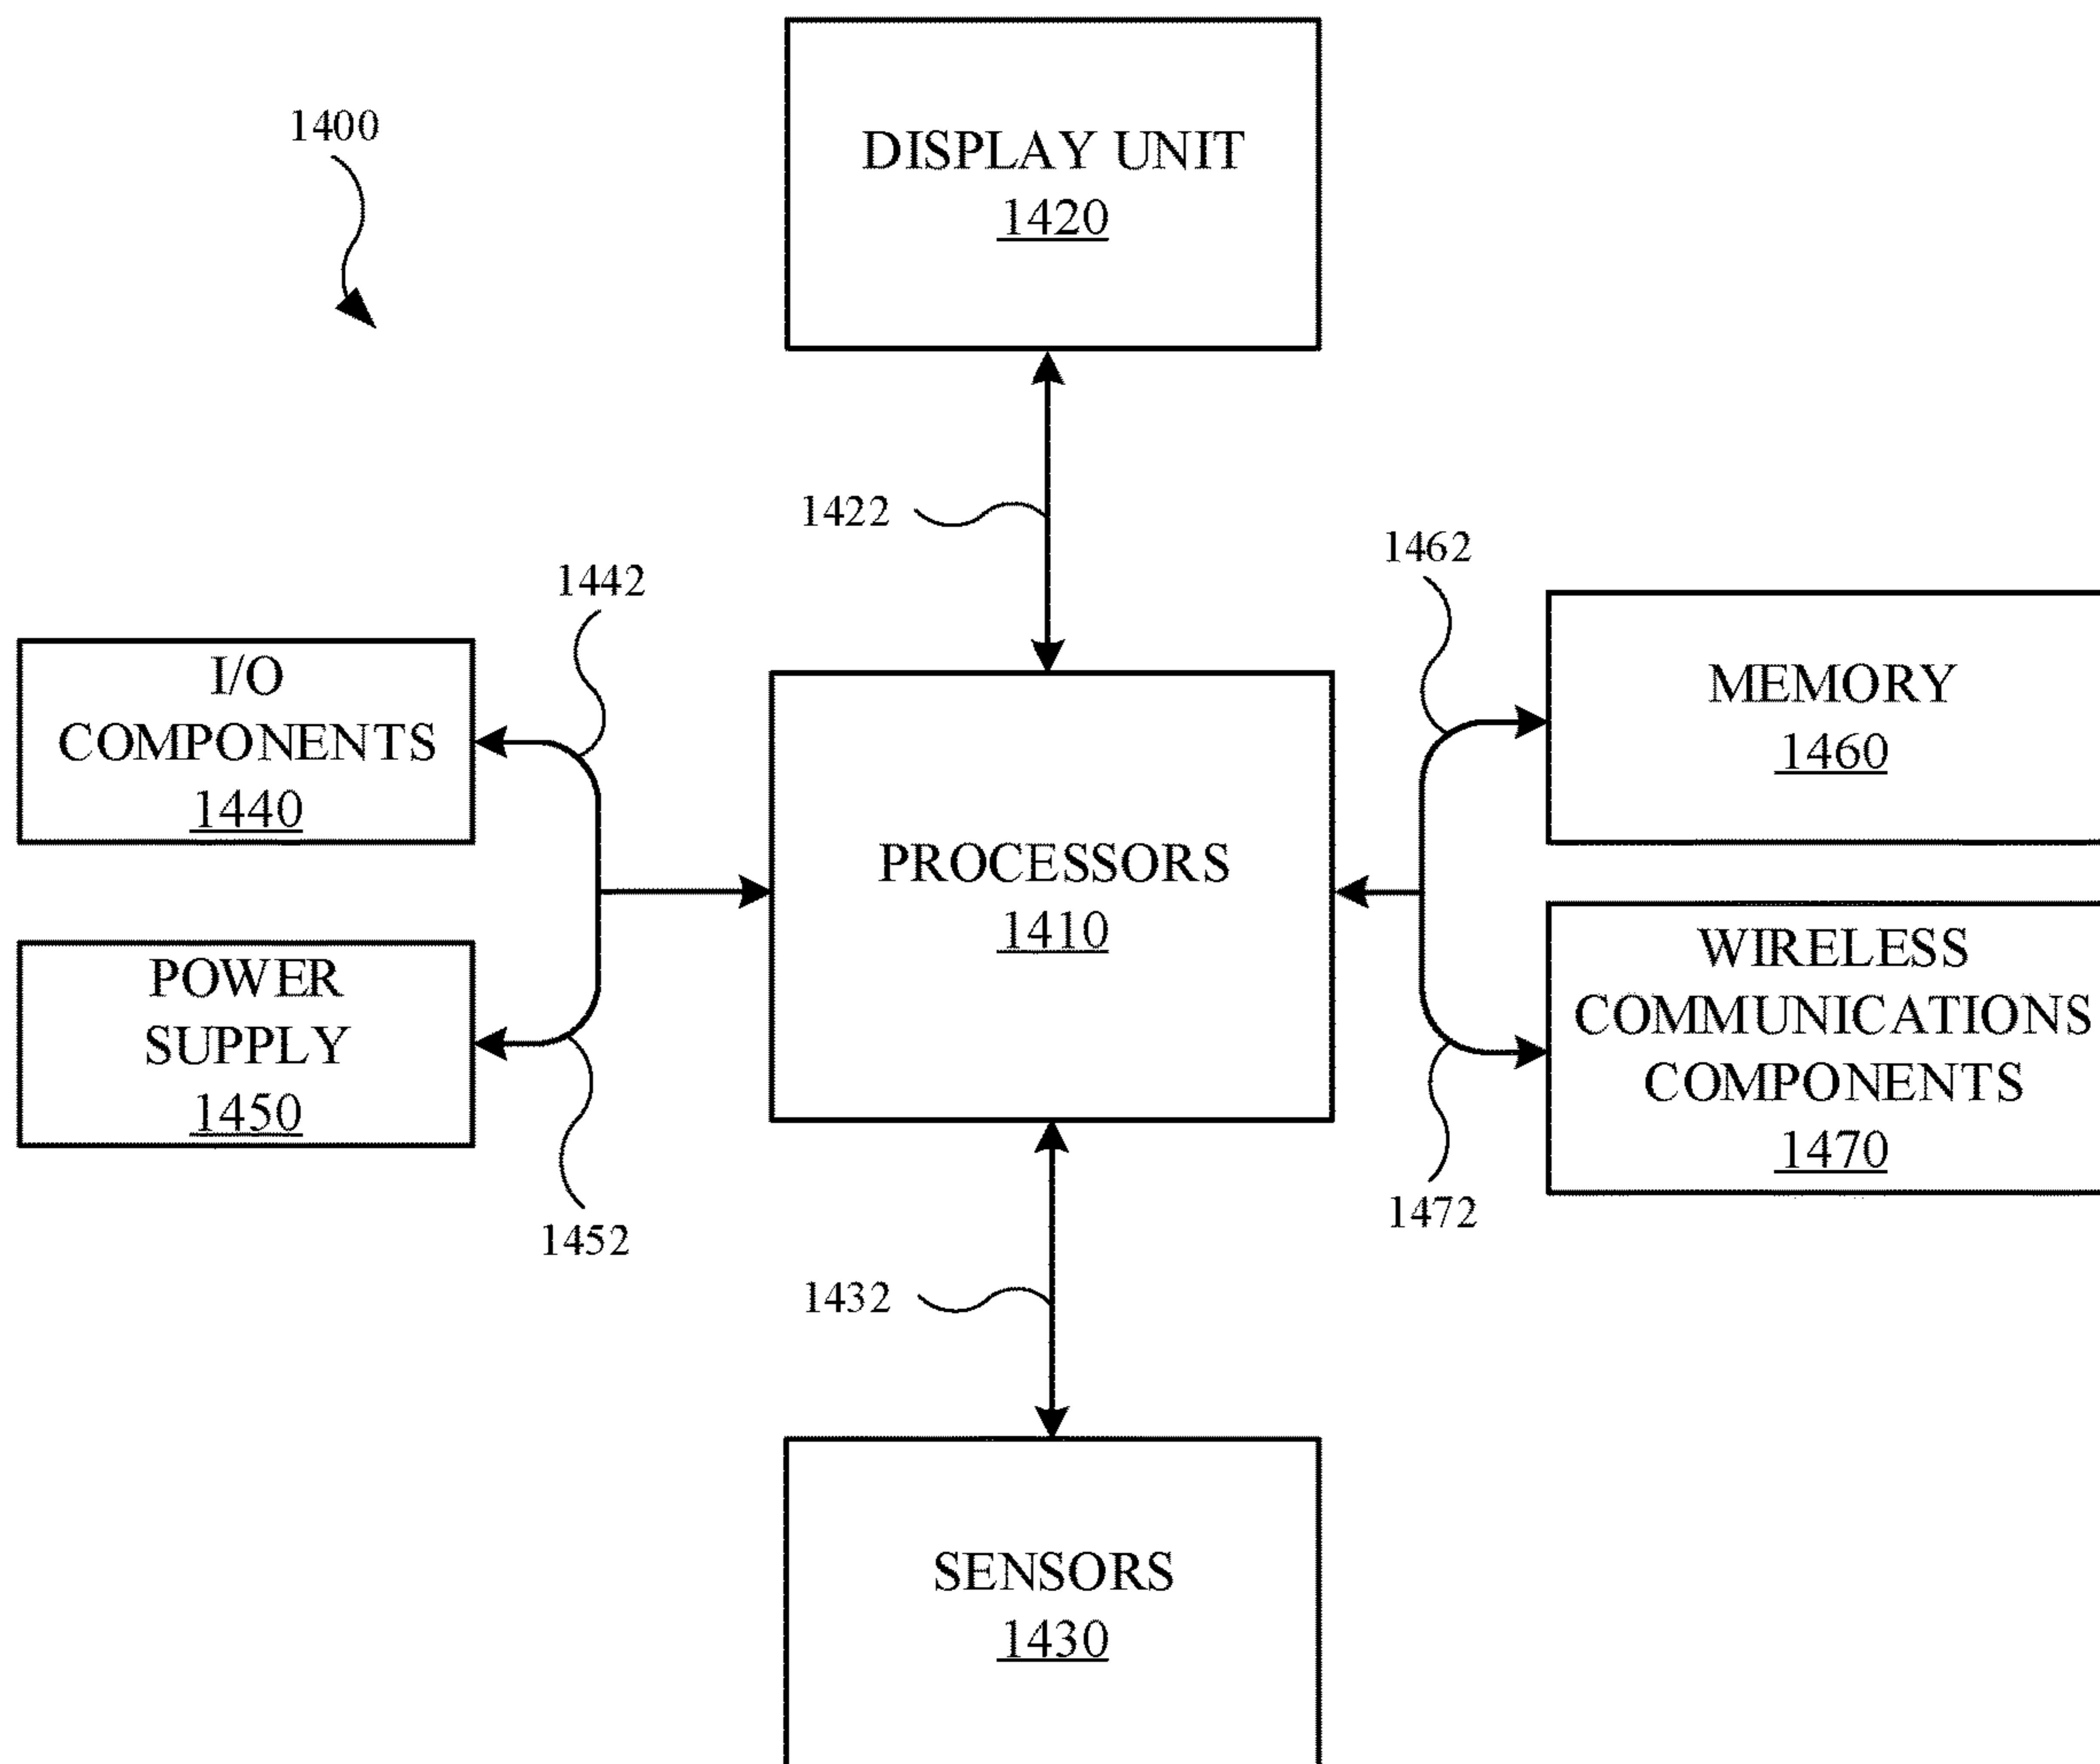 1400
DISPLAY UNIT
1420
1422
1442
1462
I/O
COMPONENTS
1440
MEMORY
1460
PROCESSORS
1410
POWER
SUPPLY
1450
WIRELESS
COMMUNICATIONS
COMPONENTS
1470
1452
1472
1432
SENSORS
1430